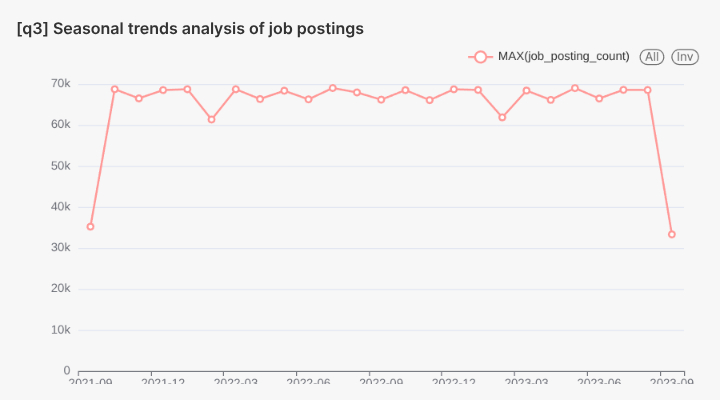 [q3] Seasonal trends analysis of job postings
MAX(job_posting_count) All Inv
70k
60k
50k
40k
30k
20k
10k
0
2021-09 2021-12 2022-03 2022-06 2022-09 2022-12 2023-03 2023-06 2023-09